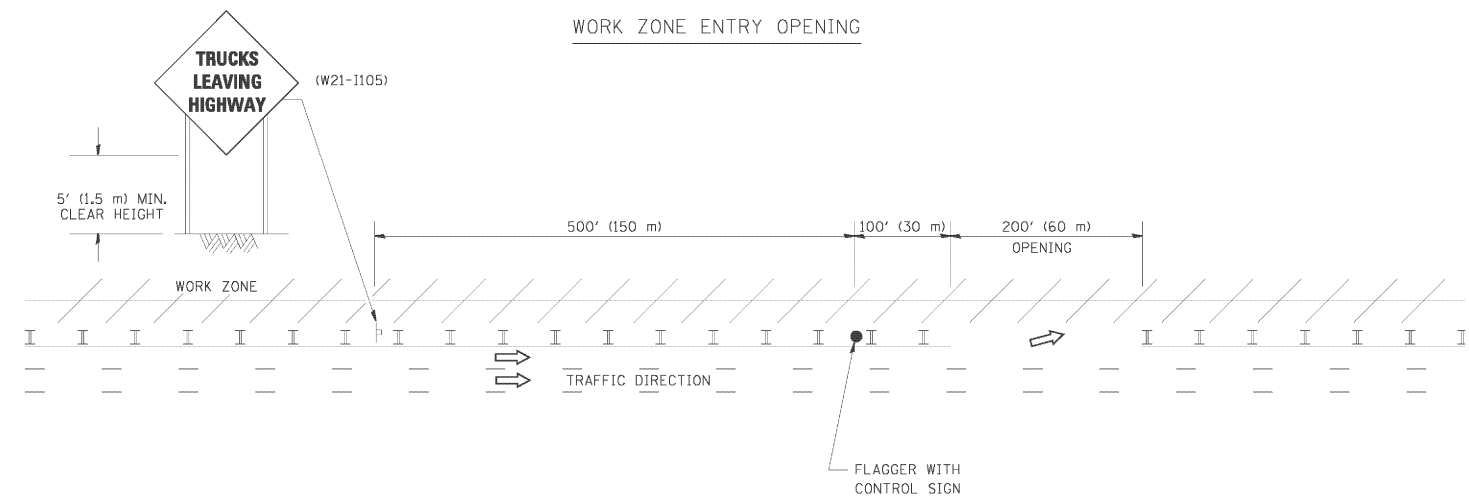 WORK ZONE ENTRY OPENING
TRUCKS
LEAVING
HIGHWAY
(W21-I105)
5' (1.5 m) MIN.
CLEAR HEIGHT
500' (150 m)
100' (30 m)
200' (60 m)
OPENING
WORK ZONE
TRAFFIC DIRECTION
FLAGGER WITH
CONTROL SIGN